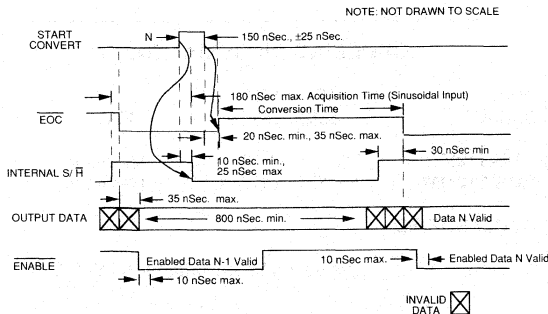 NOTE: NOT DRAWN TO SCALE
START
CONVERT
N
150 nSec., ±25 nSec.
180 nSec max. Acquisition Time (Sinusoidal Input)
Conversion Time
EOC
20 nSec. min., 35 nSec. max.
10 nSec. min.,
25 nSec. max
30 nSec min
INTERNAL S/ H
35 nSec. max.
OUTPUT DATA
800 nSec. min.
Data N Valid
ENABLE
Enabled Data N-1 Valid
10 nSec max.
Enabled Data N Valid
10 nSec max.
INVALID
DATA